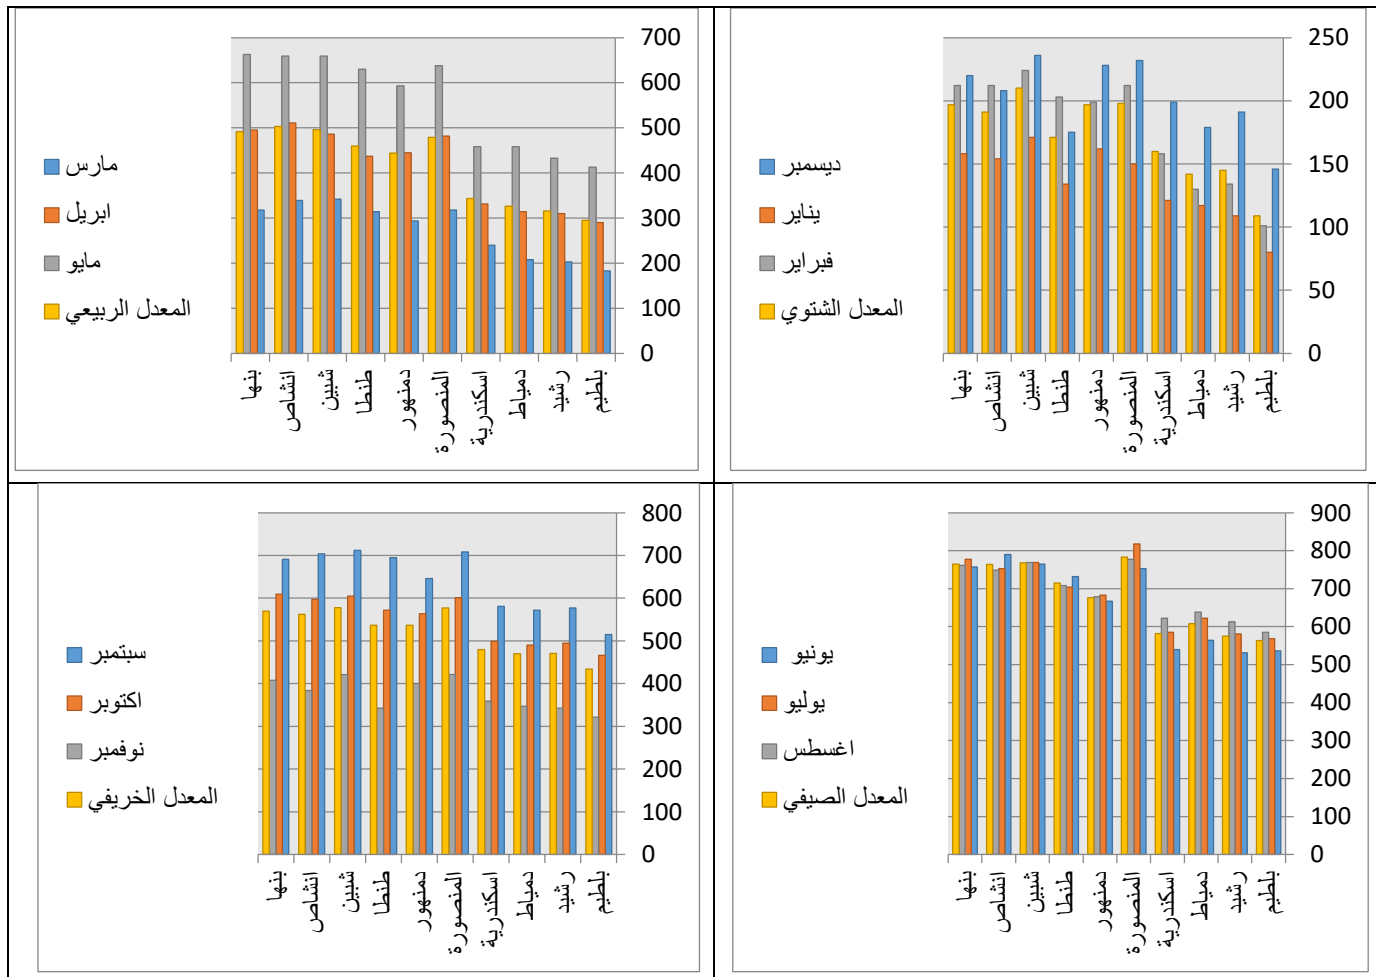 250
200
150
100
50
0
ديسمبر
يناير
فبراير
المعدل الشتوي
بلطيم
رشيد
دمياط
اسكندرية
المنصورة
دمنهور
طنطا
شبين
انشاص
بنها
700
600
500
400
300
200
100
0
مارس
ابريل
مايو
المعدل الربيعي
بلطيم
رشيد
دمياط
اسكندرية
المنصورة
دمنهور
طنطا
شبين
انشاص
بنها
900
800
700
600
500
400
300
200
100
0
يونيو
يوليو
اغسطس
المعدل الصيفي
بلطيم
رشيد
دمياط
اسكندرية
المنصورة
دمنهور
طنطا
شبين
انشاص
بنها
800
700
600
500
400
300
200
100
0
سبتمبر
اكتوبر
نوفمبر
المعدل الخريفي
بلطيم
رشيد
دمياط
اسكندرية
المنصورة
دمنهور
طنطا
شبين
انشاص
بنها